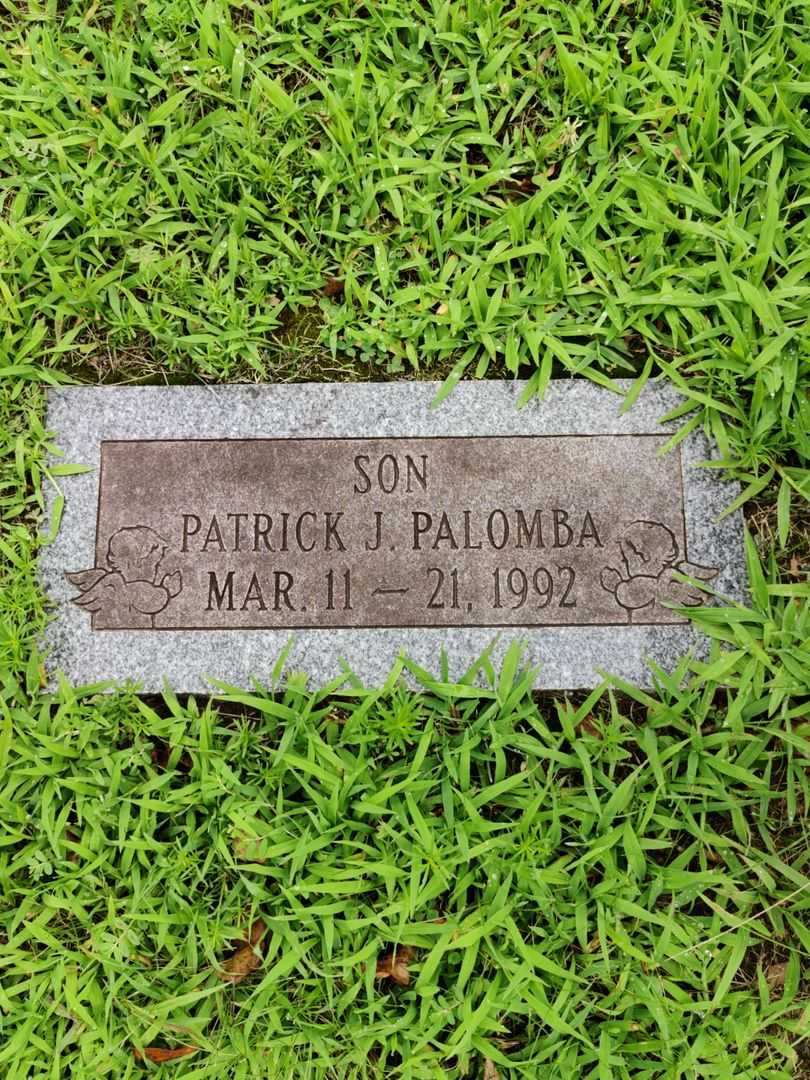 SON
PATRICK J. PALOMBA
MAR. 11 — 21, 1992